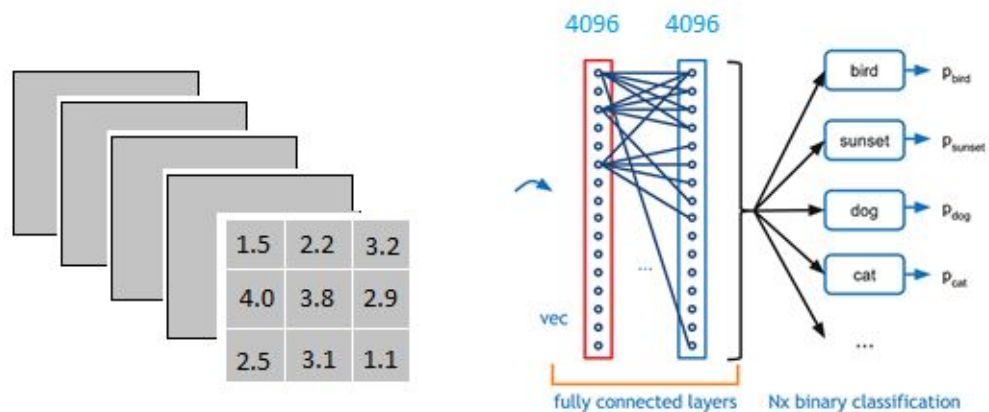 4096 4096
1.5 2.2 3.2
4.0 3.8 2.9
2.5 3.1 1.1
vec
...
bird
sunset
dog
cat
...
p_bird
p_sunset
p_dog
p_cat
fully connected layers
Nx binary classification